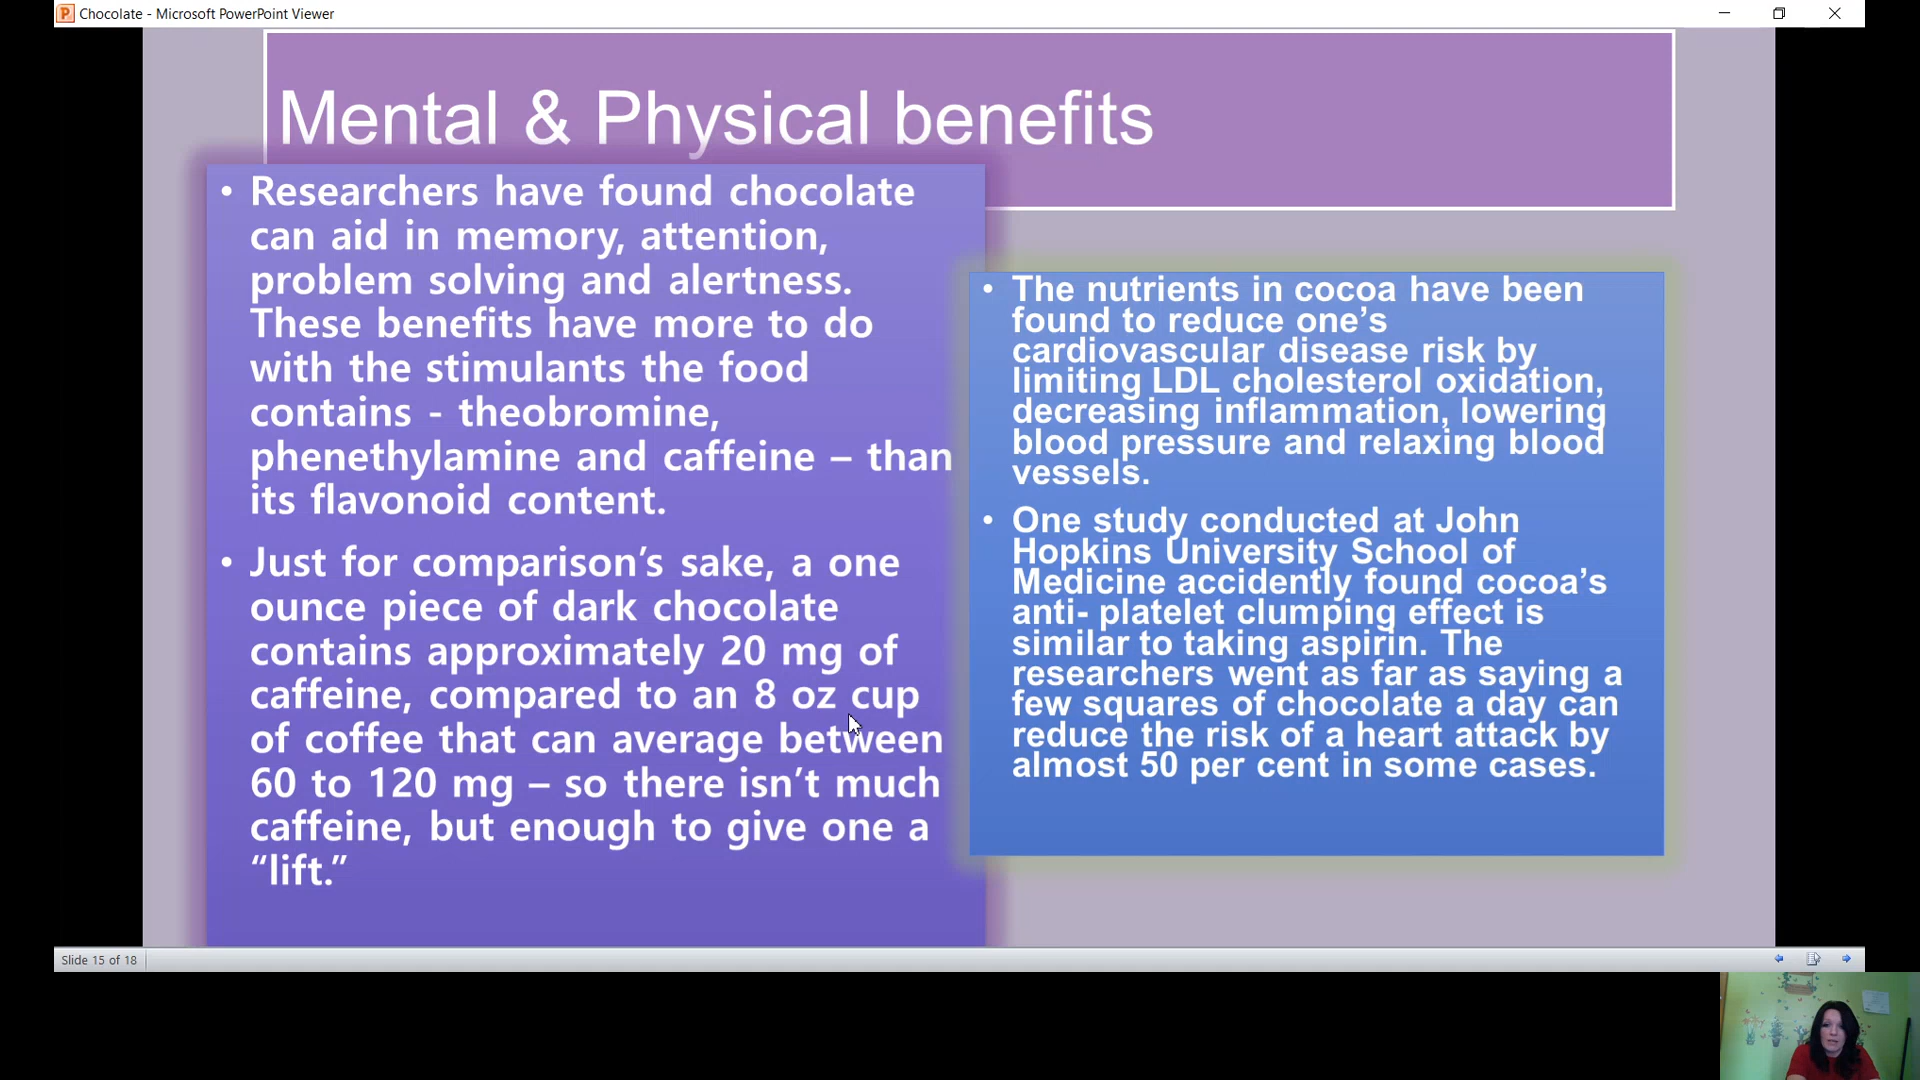 Chocolate - Microsoft PowerPoint Viewer
Mental & Physical benefits
• Researchers have found chocolate
can aid in memory, attention,
problem solving and alertness.
These benefits have more to do
with the stimulants the food
contains - theobromine,
phenethylamine and caffeine – than
its flavonoid content.
• Just for comparison’s sake, a one
ounce piece of dark chocolate
contains approximately 20 mg of
caffeine, compared to an 8 oz cup
of coffee that can average between
60 to 120 mg – so there isn’t much
caffeine, but enough to give one a
“lift.”
• The nutrients in cocoa have been
found to reduce one’s
cardiovascular disease risk by
limiting LDL cholesterol oxidation,
decreasing inflammation, lowering
blood pressure and relaxing blood
vessels.
• One study conducted at John
Hopkins University School of
Medicine accidently found cocoa’s
anti- platelet clumping effect is
similar to taking aspirin. The
researchers went as far as saying a
few squares of chocolate a day can
reduce the risk of a heart attack by
almost 50 per cent in some cases.
Slide 15 of 18